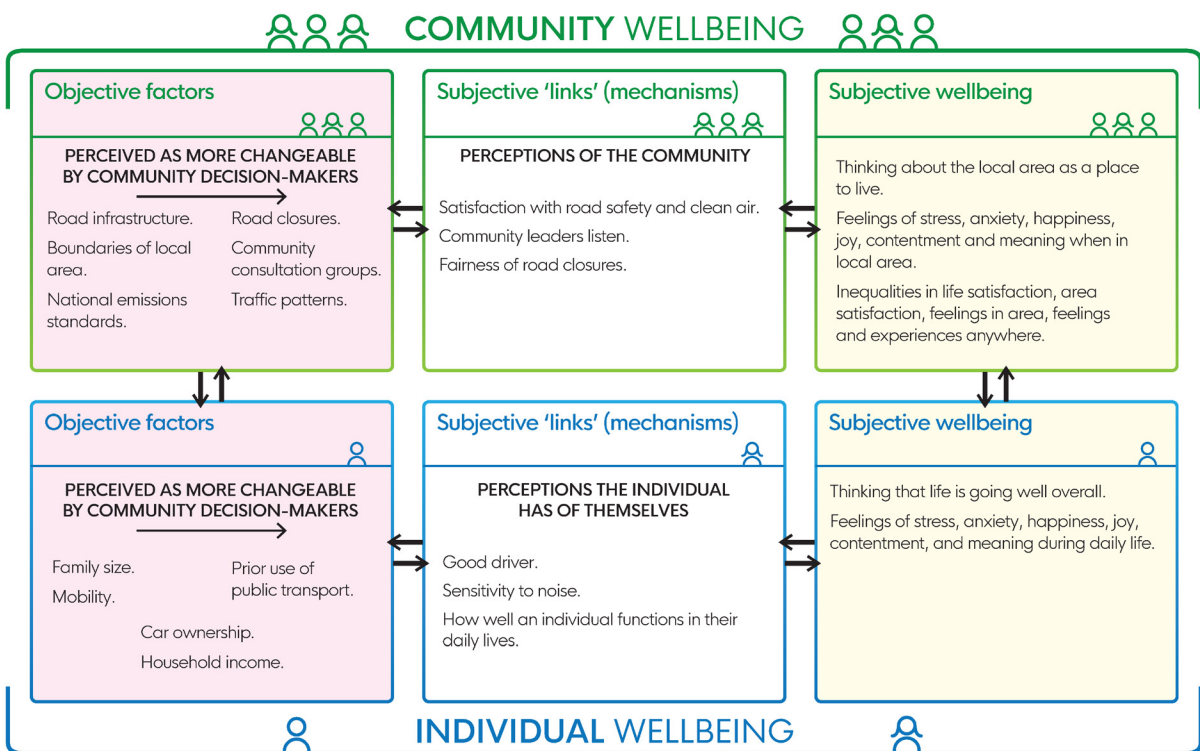 COMMUNITY WELLBEING
Objective factors
PERCEIVED AS MORE CHANGEABLE
BY COMMUNITY DECISION-MAKERS
Road infrastructure.
Boundaries of local
area.
National emissions
standards.
Road closures.
Community
consultation groups.
Traffic patterns.
Subjective ‘links’ (mechanisms)
PERCEPTIONS OF THE COMMUNITY
Satisfaction with road safety and clean air.
Community leaders listen.
Fairness of road closures.
Subjective wellbeing
Thinking about the local area as a place
to live.
Feelings of stress, anxiety, happiness,
joy, contentment and meaning when in
local area.
Inequalities in life satisfaction, area
satisfaction, feelings in area, feelings
and experiences anywhere.
Objective factors
PERCEIVED AS MORE CHANGEABLE
BY COMMUNITY DECISION-MAKERS
Family size.
Mobility.
Prior use of
public transport.
Car ownership.
Household income.
Subjective ‘links’ (mechanisms)
PERCEPTIONS THE INDIVIDUAL
HAS OF THEMSELVES
Good driver.
Sensitivity to noise.
How well an individual functions in their
daily lives.
Subjective wellbeing
Thinking that life is going well overall.
Feelings of stress, anxiety, happiness, joy,
contentment, and meaning during daily life.
INDIVIDUAL WELLBEING